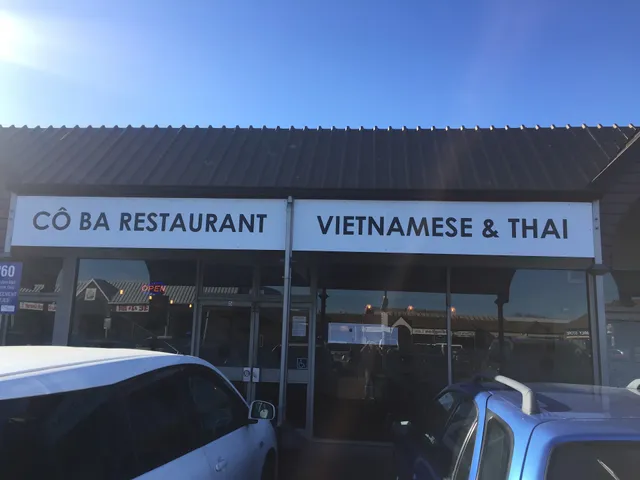 CÔ BA RESTAURANT
VIETNAMESE & THAI
OPEN